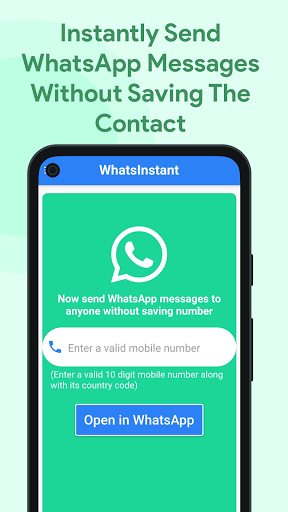 Instantly Send
WhatsApp Messages
Without Saving The
Contact
WhatsInstant
Now send WhatsApp messages to
anyone without saving number
Enter a valid mobile number
(Enter a valid 10 digit mobile number along
with its country code)
Open in WhatsApp